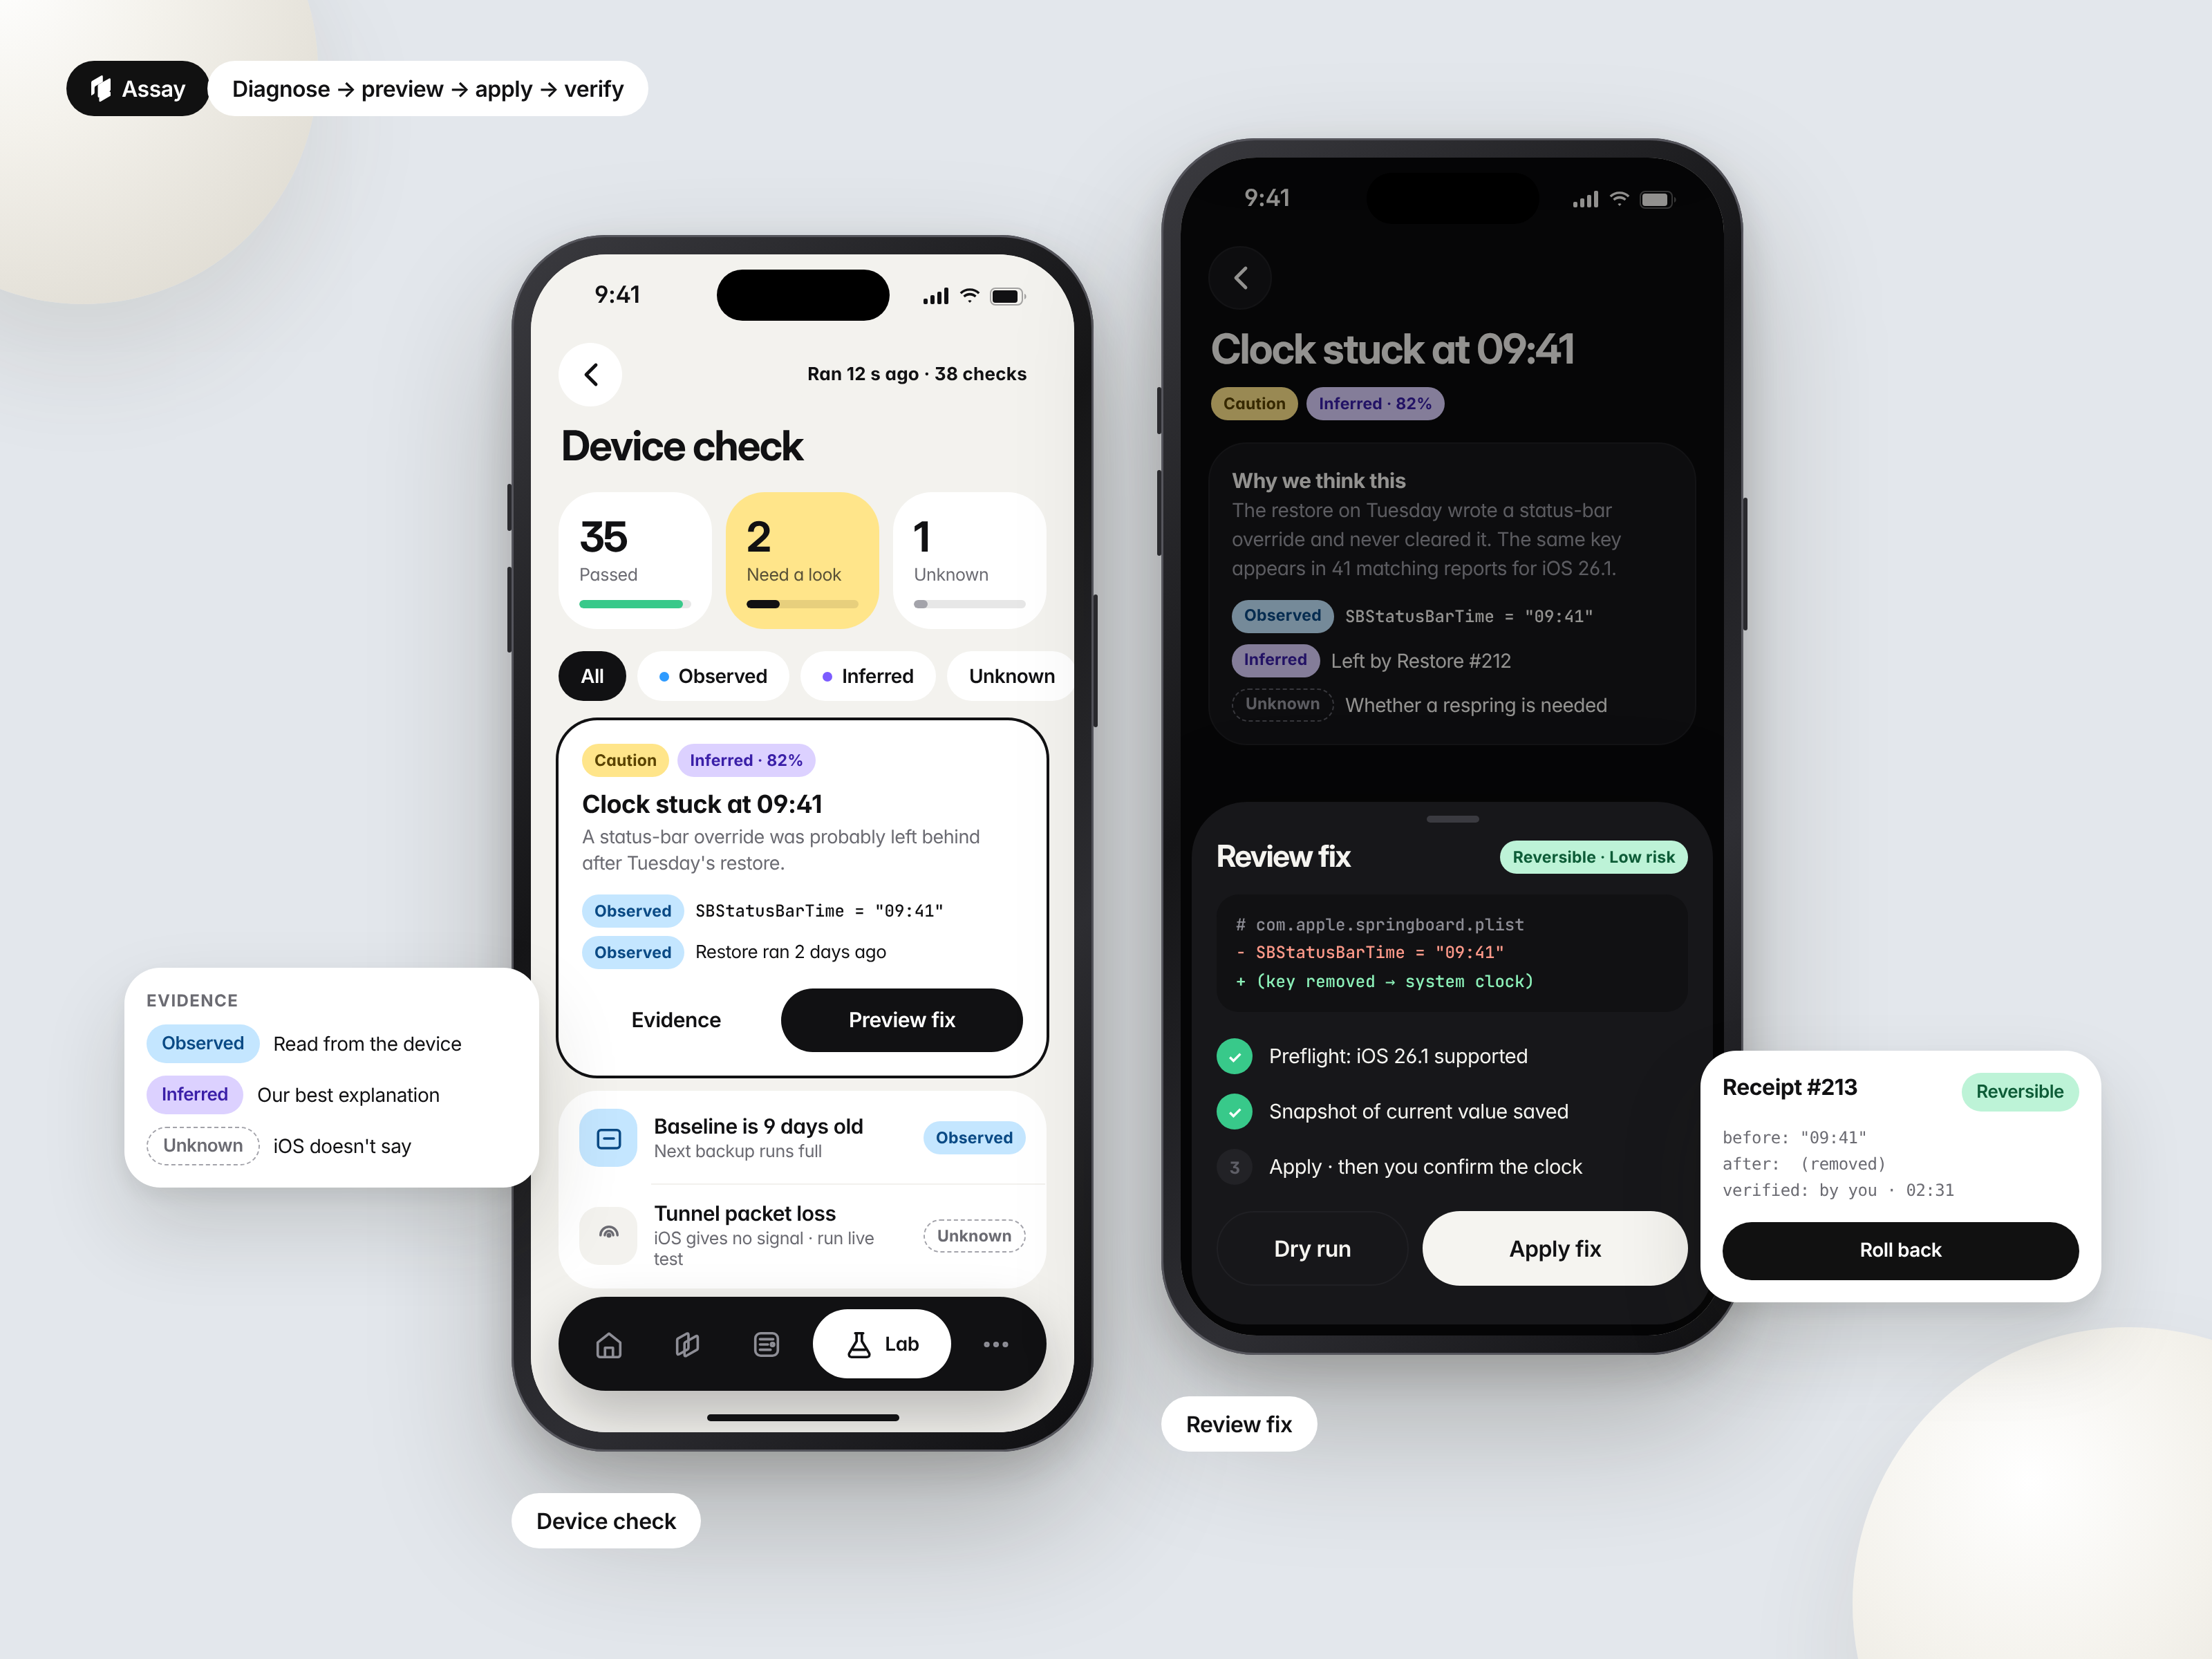 Assay
Diagnose → preview → apply → verify
9:41
Ran 12 s ago · 38 checks
Device check
35
Passed
2
Need a look
1
Unknown
All
Observed
Inferred
Unknown
Caution
Inferred · 82%
Clock stuck at 09:41
A status-bar override was probably left behind
after Tuesday's restore.
Observed SBStatusBarTime = "09:41"
Observed Restore ran 2 days ago
Evidence
Preview fix
Baseline is 9 days old
Next backup runs full
Observed
Tunnel packet loss
iOS gives no signal · run live
test
Unknown
Lab
Device check
EVIDENCE
Observed Read from the device
Inferred Our best explanation
Unknown iOS doesn't say
9:41
Clock stuck at 09:41
Caution
Inferred · 82%
Why we think this
The restore on Tuesday wrote a status-bar
override and never cleared it. The same key
appears in 41 matching reports for iOS 26.1.
Observed SBStatusBarTime = "09:41"
Inferred Left by Restore #212
Unknown Whether a respring is needed
Review fix
Reversible · Low risk
# com.apple.springboard.plist
- SBStatusBarTime = "09:41"
+ (key removed → system clock)
Preflight: iOS 26.1 supported
Snapshot of current value saved
3 Apply · then you confirm the clock
Dry run
Apply fix
Review fix
Receipt #213
Reversible
before: "09:41"
after: (removed)
verified: by you · 02:31
Roll back